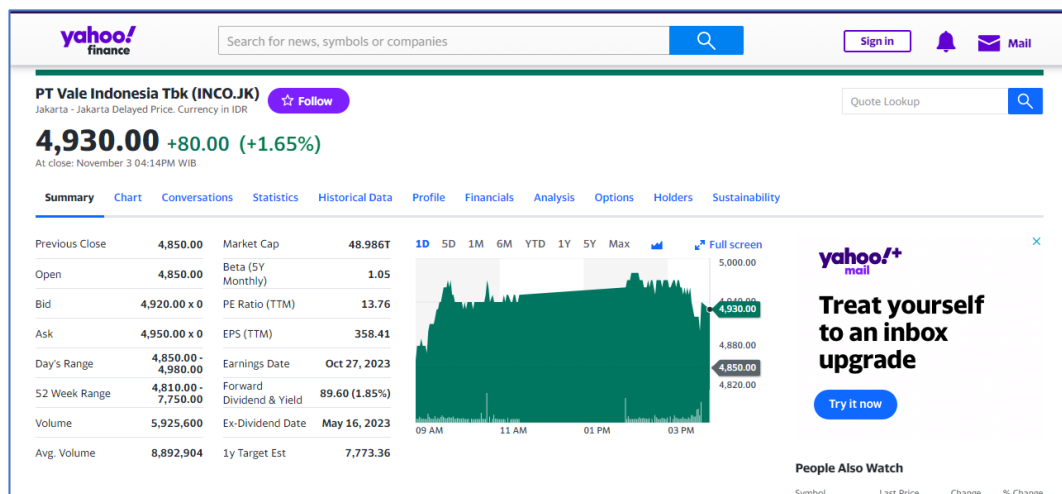 yahoo!
finance
Search for news, symbols or companies
Sign in
Mail
PT Vale Indonesia Tbk (INCO.JK)
Follow
Jakarta - Jakarta Delayed Price. Currency in IDR
Quote Lookup
4,930.00 +80.00 (+1.65%)
At close: November 3 04:14PM WIB
Summary Chart Conversations Statistics Historical Data Profile Financials Analysis Options Holders Sustainability
Previous Close 4,850.00
Open 4,850.00
Bid 4,920.00 x 0
Ask 4,950.00 x 0
Day's Range 4,850.00 -
4,980.00
52 Week Range 4,810.00 -
7,750.00
Volume 5,925,600
Avg. Volume 8,892,904
Market Cap 48.986T
Beta (5Y
Monthly) 1.05
PE Ratio (TTM) 13.76
EPS (TTM) 358.41
Earnings Date Oct 27, 2023
Forward
Dividend & Yield 89.60 (1.85%)
Ex-Dividend Date May 16, 2023
1y Target Est 7,773.36
1D 5D 1M 6M YTD 1Y 5Y Max
Full screen
5,000.00
4,930.00
4,880.00
4,850.00
4,820.00
09 AM 11 AM 01 PM 03 PM
yahoo!+
mail
Treat yourself
to an inbox
upgrade
Try it now
People Also Watch
Symbol Last Price Change % Change